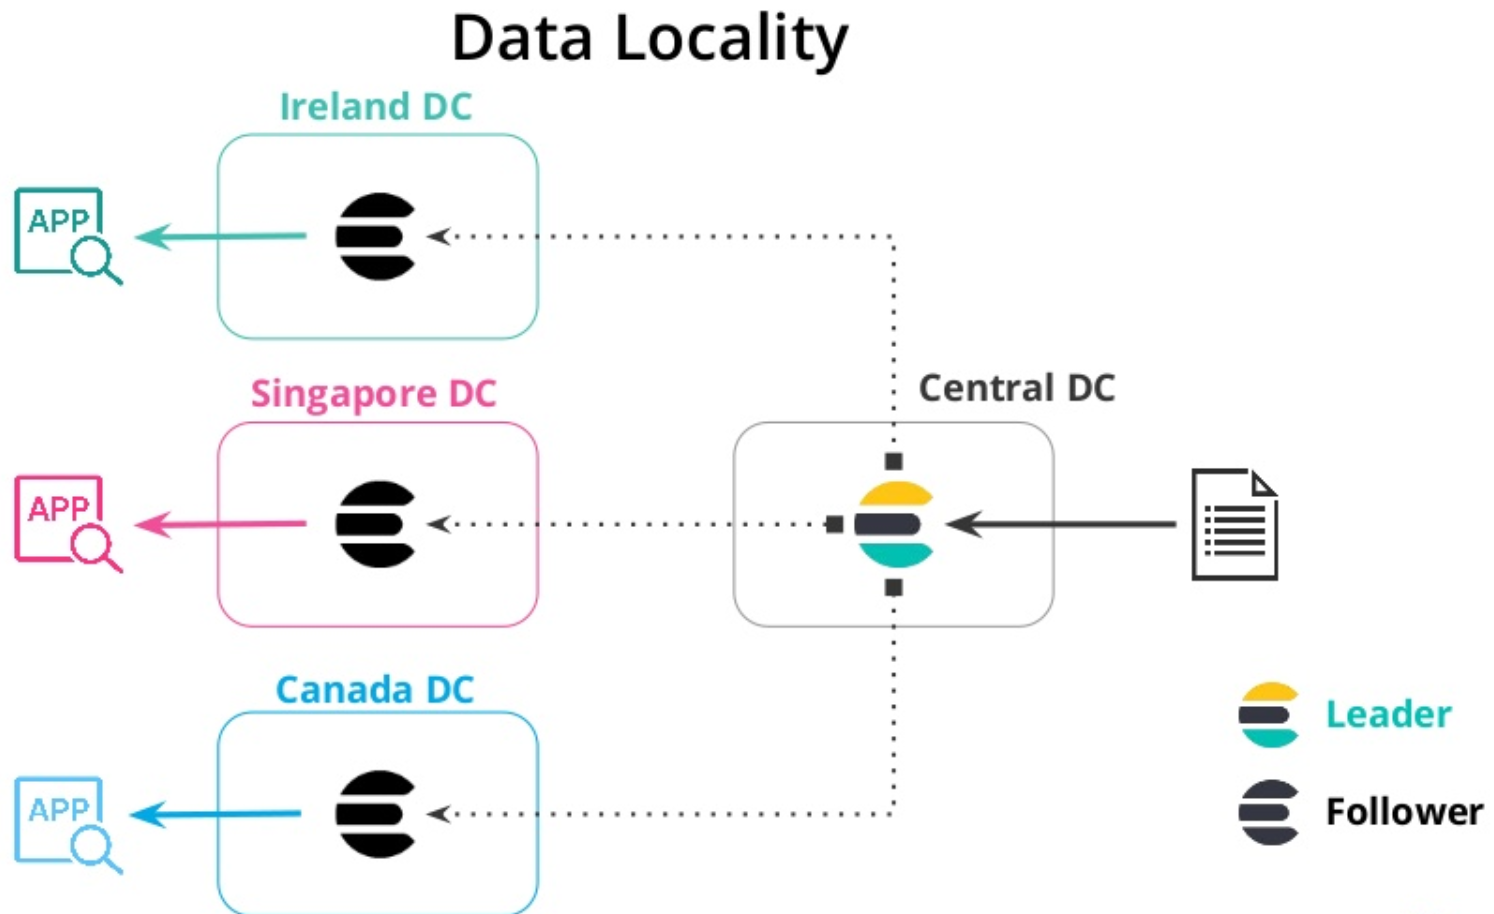 Data Locality
Ireland DC
APP
Singapore DC
Central DC
APP
Canada DC
Leader
APP
Follower